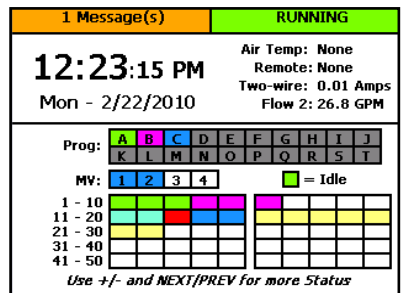 1 Message(s) RUNNING
12:23:15 PM
Mon - 2/22/2010
Air Temp: None
Remote: None
Two-wire: 0.01 Amps
Flow 2: 26.8 GPM
Prog: A B C D E F G H I J
K L M N O P Q R S T
MV: 1 2 3 4 = Idle
1 - 10
11 - 20
21 - 30
31 - 40
41 - 50
Use +/- and NEXT/PREV for more Status